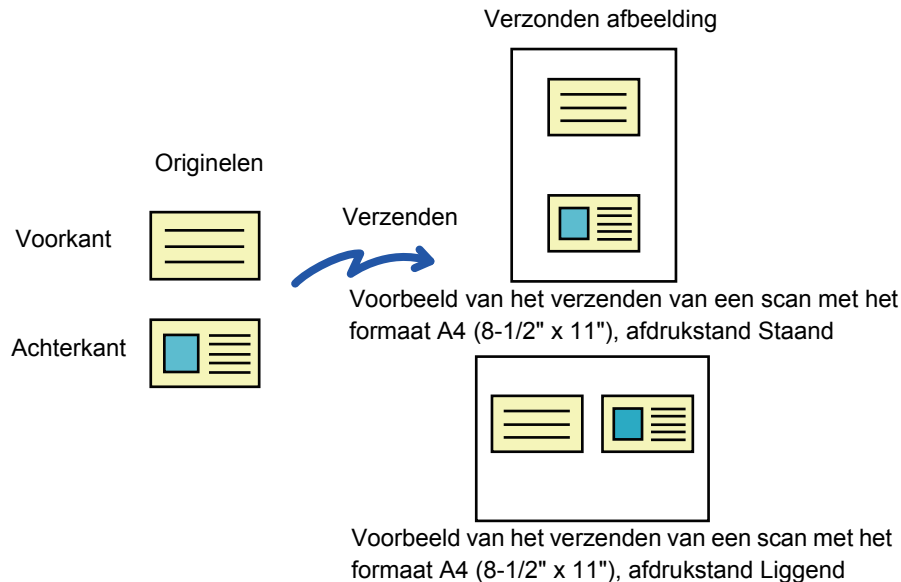 Verzonden afbeelding
Originelen
Voorkant
Verzenden
Achterkant
Voorbeeld van het verzenden van een scan met het
formaat A4 (8-1/2" x 11"), afdrukstand Staand
Voorbeeld van het verzenden van een scan met het
formaat A4 (8-1/2" x 11"), afdrukstand Liggend